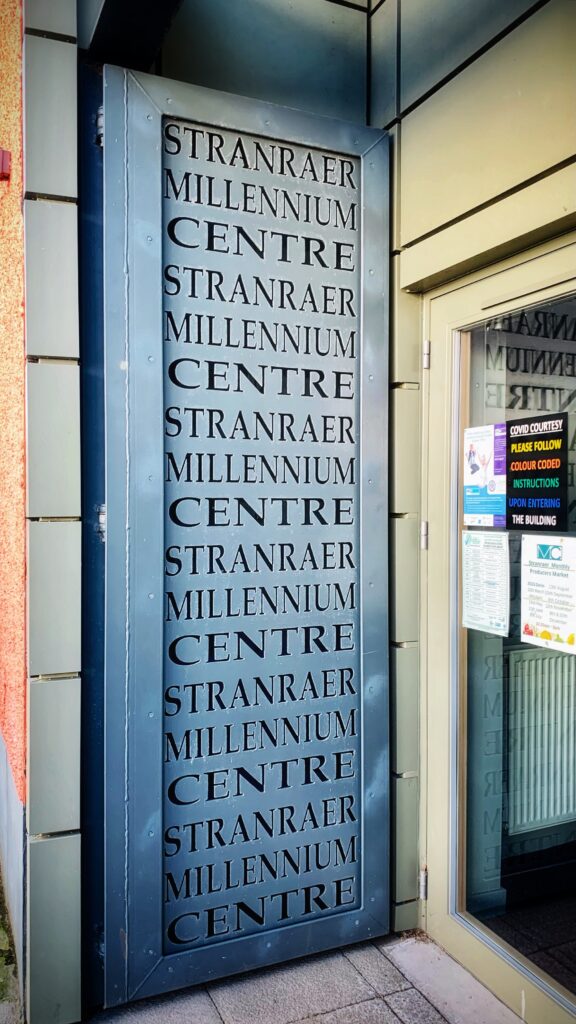 STRANRAER
MILLENNIUM
CENTRE
STRANRAER
MILLENNIUM
CENTRE
STRANRAER
MILLENNIUM
CENTRE
STRANRAER
MILLENNIUM
CENTRE
STRANRAER
MILLENNIUM
CENTRE
STRANRAER
MILLENNIUM
CENTRE
COVID COURTESY
PLEASE FOLLOW
COLOUR CODED
INSTRUCTIONS
UPON ENTERING
THE BUILDING
MC
Stranraer Monthly
Producers Market